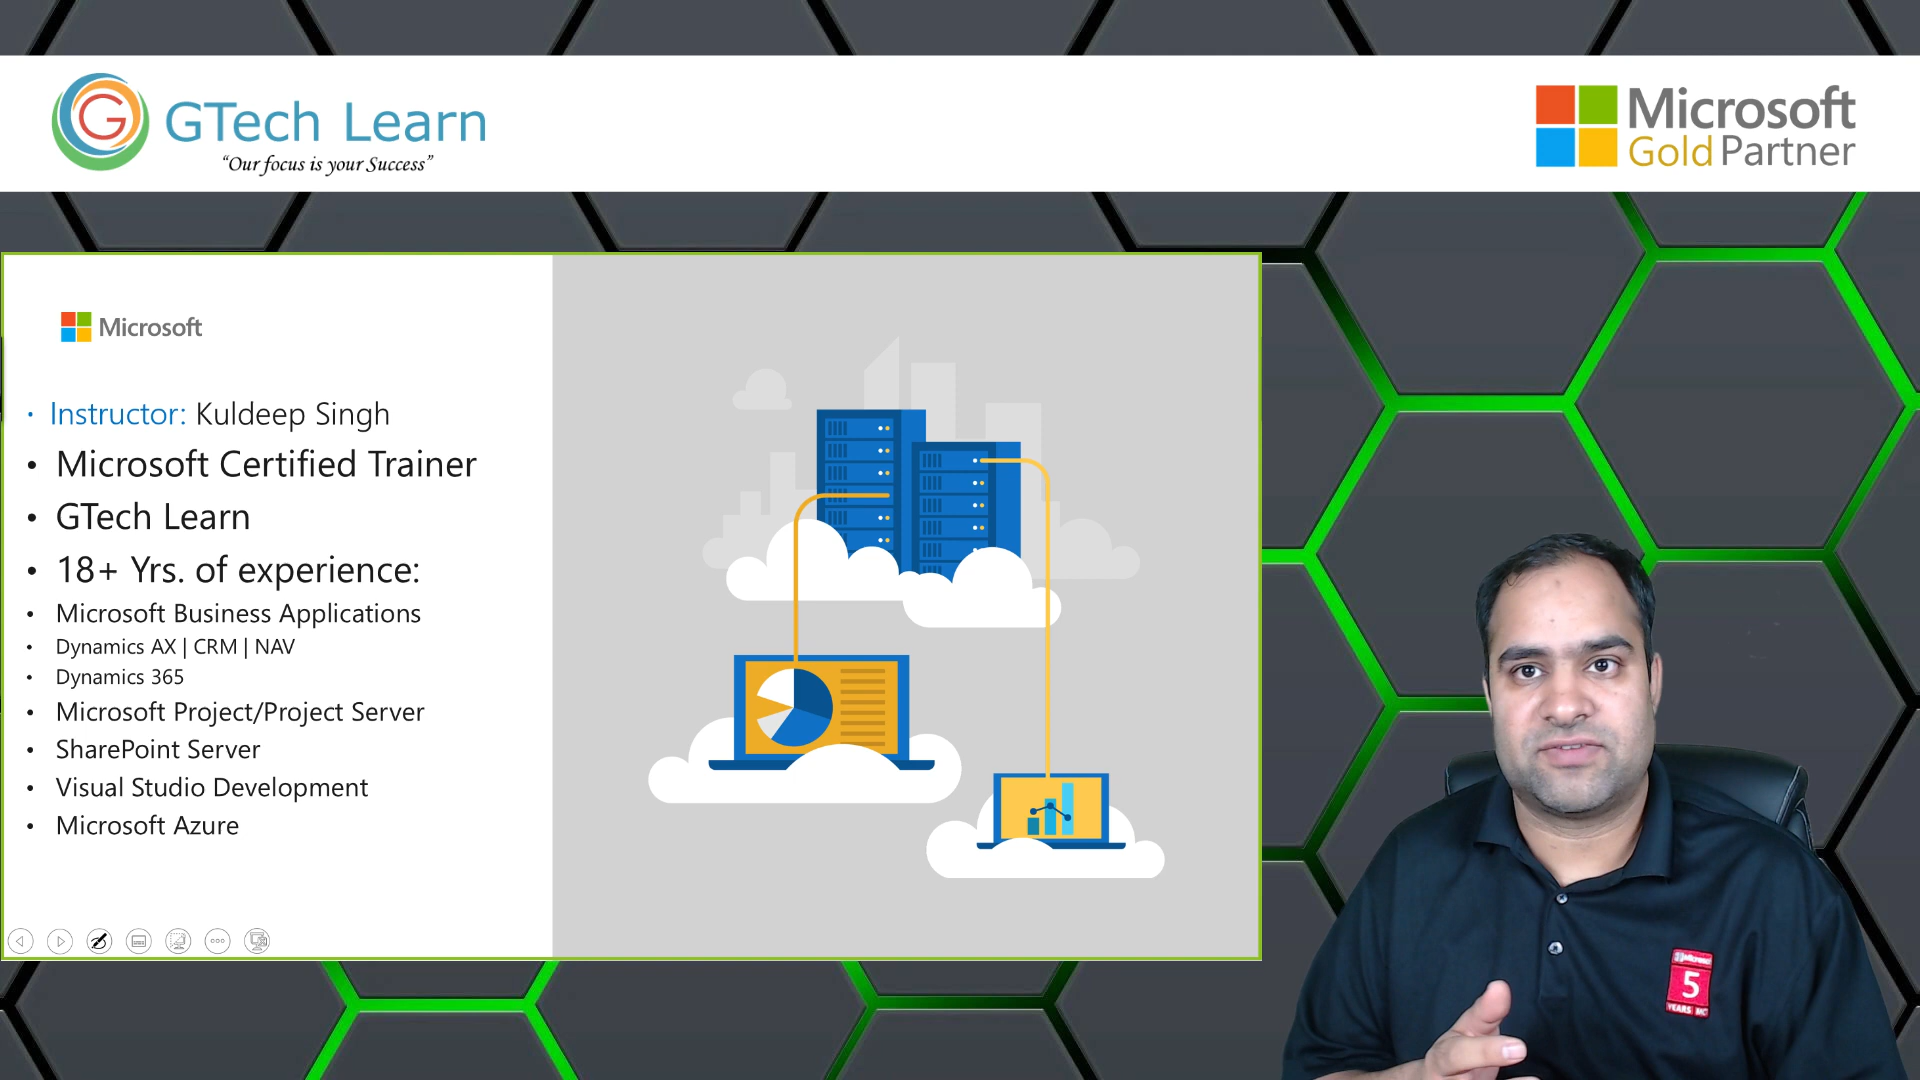 GTech Learn
“Our focus is your Success”
Microsoft
Gold Partner
Microsoft
• Instructor: Kuldeep Singh
• Microsoft Certified Trainer
• GTech Learn
• 18+ Yrs. of experience:
• Microsoft Business Applications
• Dynamics AX | CRM | NAV
• Dynamics 365
• Microsoft Project/Project Server
• SharePoint Server
• Visual Studio Development
• Microsoft Azure
Microsoft
5
YEARS